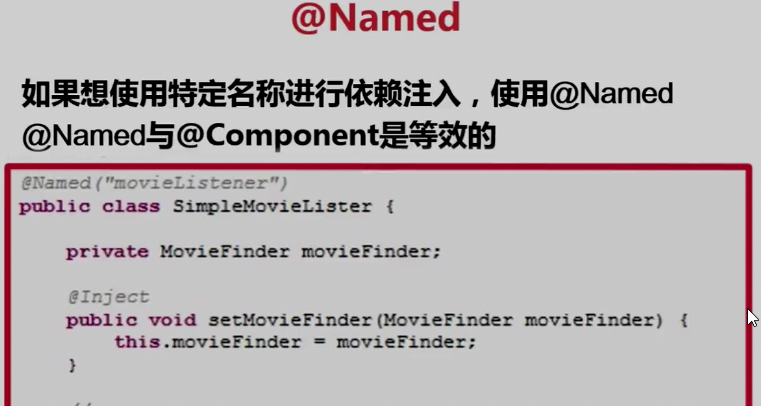 @Named
如果想使用特定名称进行依赖注入，使用@Named
@Named与@Component是等效的
@Named("movieListener")
public class SimpleMovieLister {
private MovieFinder movieFinder;
@Inject
public void setMovieFinder(MovieFinder movieFinder) {
this.movieFinder = movieFinder;
}